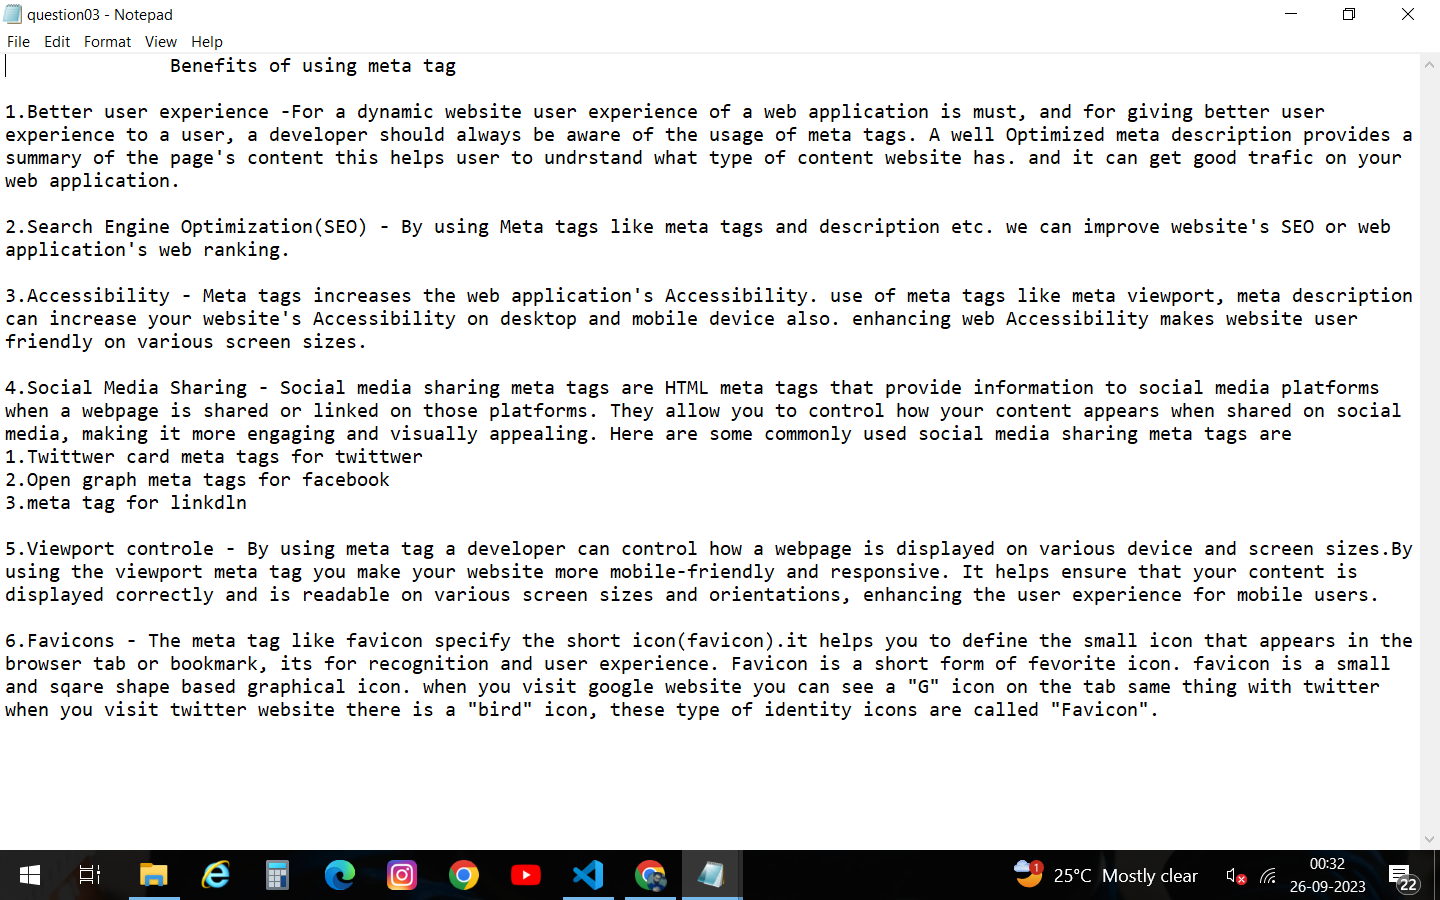 question03 - Notepad
File Edit Format View Help
Benefits of using meta tag
1.Better user experience -For a dynamic website user experience of a web application is must, and for giving better user
experience to a user, a developer should always be aware of the usage of meta tags. A well Optimized meta description provides a
summary of the page's content this helps user to undrstand what type of content website has. and it can get good trafic on your
web application.
2.Search Engine Optimization(SEO) - By using Meta tags like meta tags and description etc. we can improve website's SEO or web
application's web ranking.
3.Accessibility - Meta tags increases the web application's Accessibility. use of meta tags like meta viewport, meta description
can increase your website's Accessibility on desktop and mobile device also. enhancing web Accessibility makes website user
friendly on various screen sizes.
4.Social Media Sharing - Social media sharing meta tags are HTML meta tags that provide information to social media platforms
when a webpage is shared or linked on those platforms. They allow you to control how your content appears when shared on social
media, making it more engaging and visually appealing. Here are some commonly used social media sharing meta tags are
1.Twittwer card meta tags for twittwer
2.Open graph meta tags for facebook
3.meta tag for linkdln
5.Viewport controle - By using meta tag a developer can control how a webpage is displayed on various device and screen sizes.By
using the viewport meta tag you make your website more mobile-friendly and responsive. It helps ensure that your content is
displayed correctly and is readable on various screen sizes and orientations, enhancing the user experience for mobile users.
6.Favicons - The meta tag like favicon specify the short icon(favicon).it helps you to define the small icon that appears in the
browser tab or bookmark, its for recognition and user experience. Favicon is a short form of fevorite icon. favicon is a small
and sqare shape based graphical icon. when you visit google website you can see a "G" icon on the tab same thing with twitter
when you visit twitter website there is a "bird" icon, these type of identity icons are called "Favicon".
1
25°C Mostly clear
00:32
26-09-2023
22